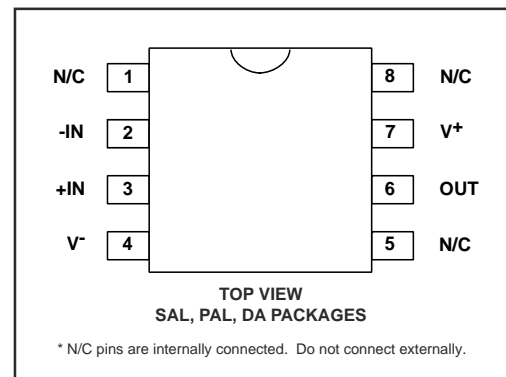 N/C 1 8 N/C
-IN 2 7 V+
+IN 3 6 OUT
V- 4 5 N/C
TOP VIEW
SAL, PAL, DA PACKAGES
* N/C pins are internally connected. Do not connect externally.